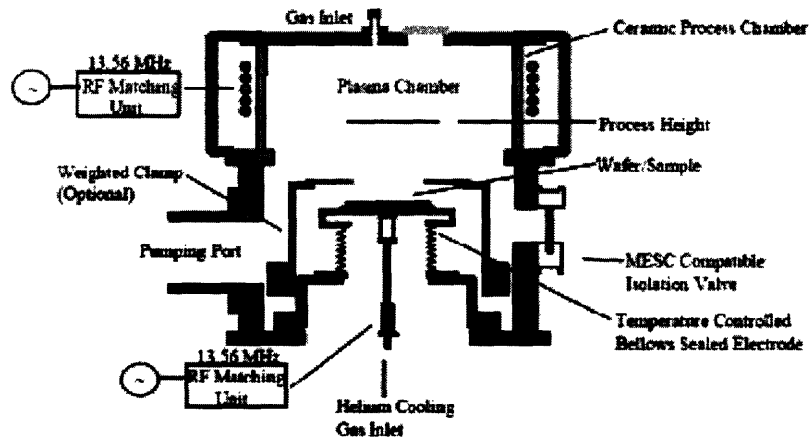 Gas Inlet
Ceramic Process Chamber
13.56 MHz
RF Matching
Unit
~
Plasma Chamber
Process Height
Weighted Clamp
(Optional)
Wafer/Sample
Pumping Port
MESC Compatible
Isolation Valve
Temperature Controlled
Bellows Sealed Electrode
13.56 MHz
RF Matching
Unit
~
Helium Cooling
Gas Inlet